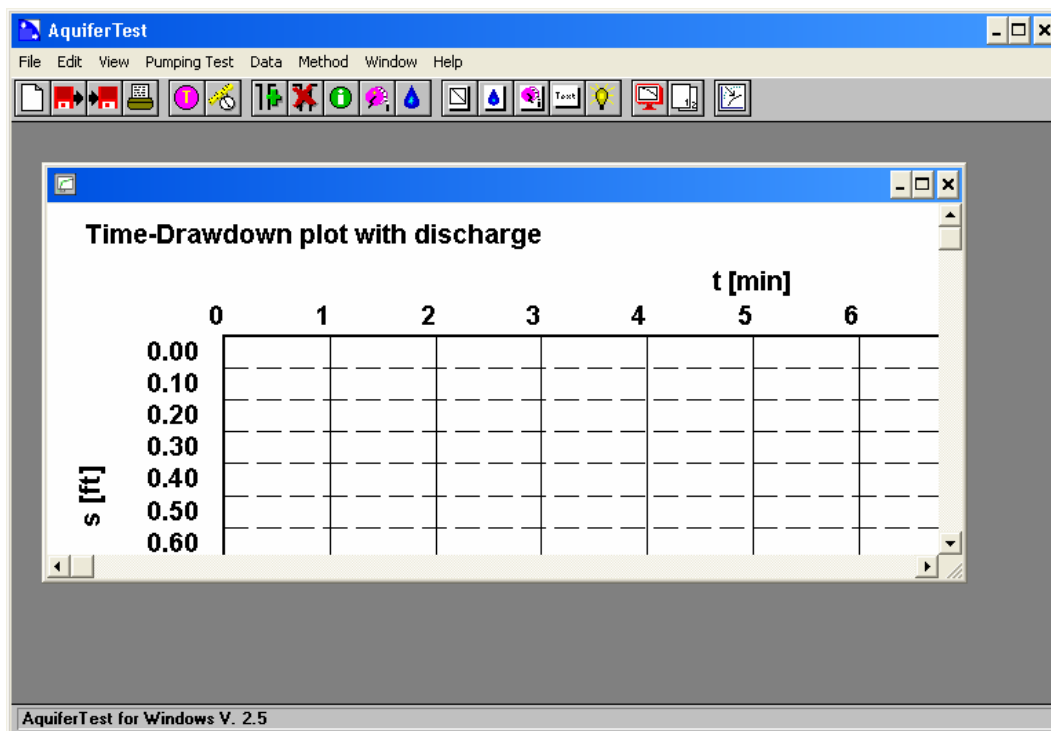 AquiferTest
File Edit View Pumping Test Data Method Window Help
T i Text 1 2
Time-Drawdown plot with discharge
t [min]
0 1 2 3 4 5 6
0.00
0.10
0.20
0.30
0.40
s [ft]
0.50
0.60
AquiferTest for Windows V. 2.5